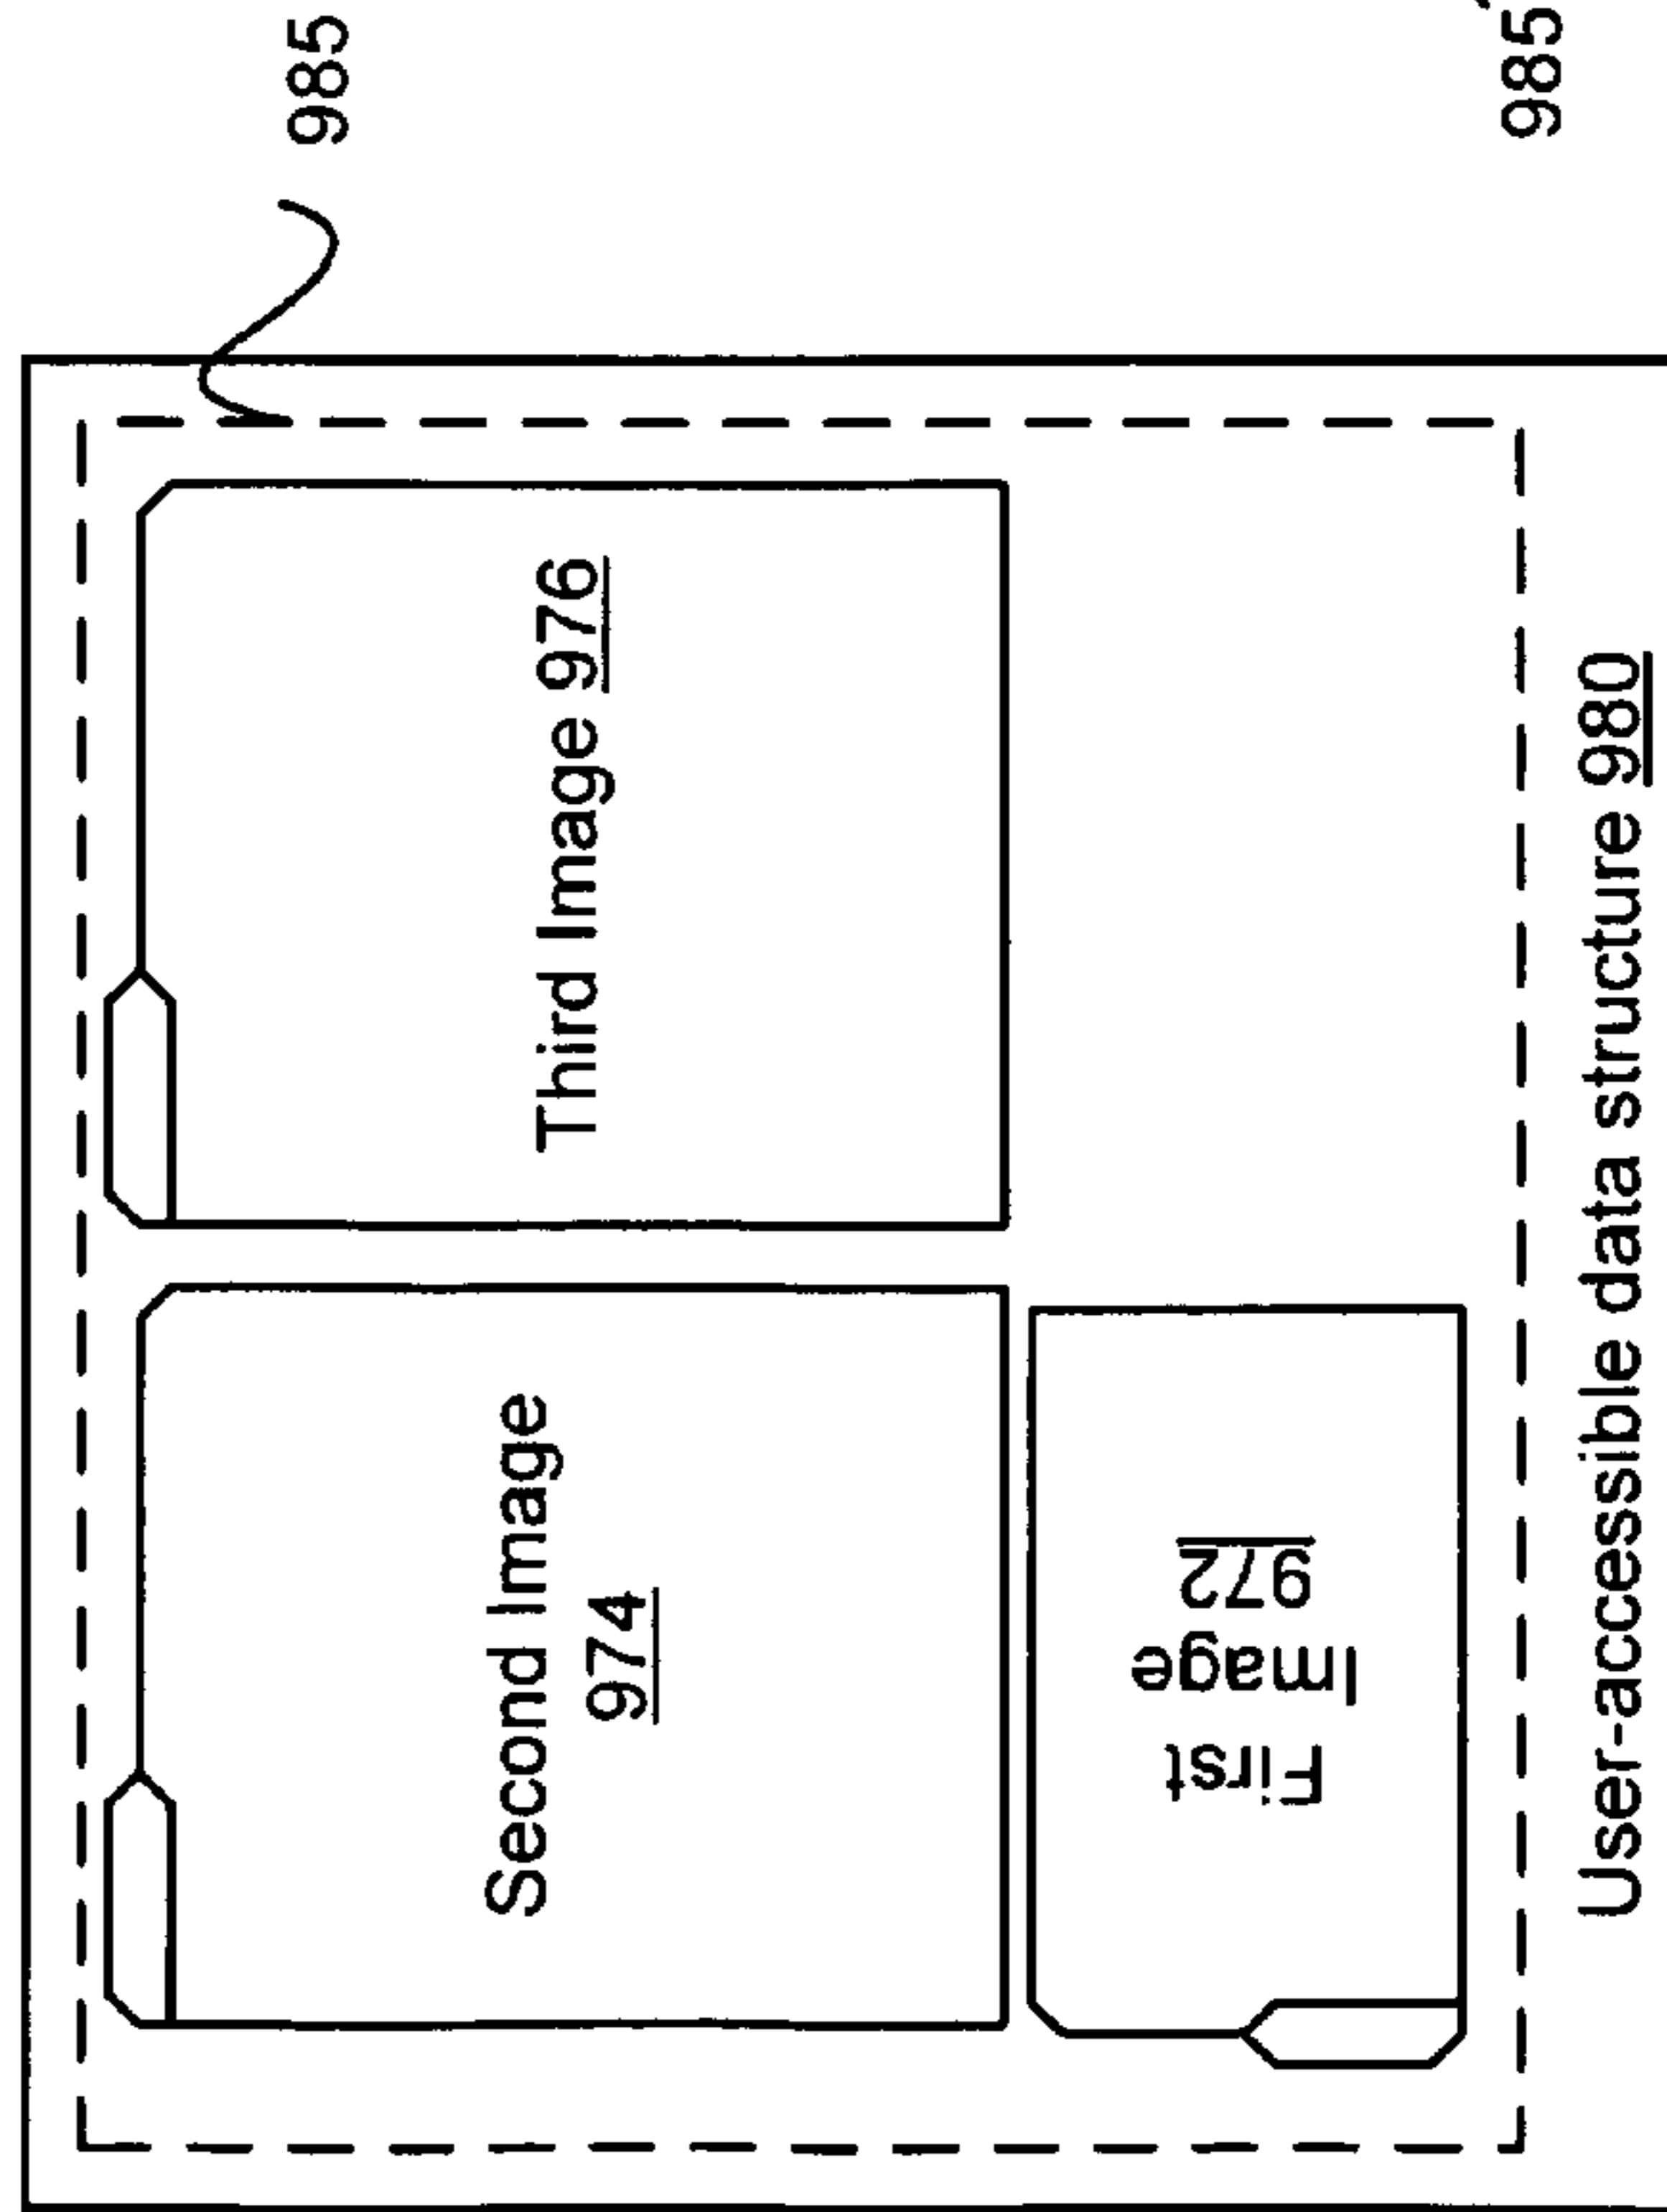 985
Third Image 976
Second Image
974
First
Image
972
User-accessible data structure 980
985